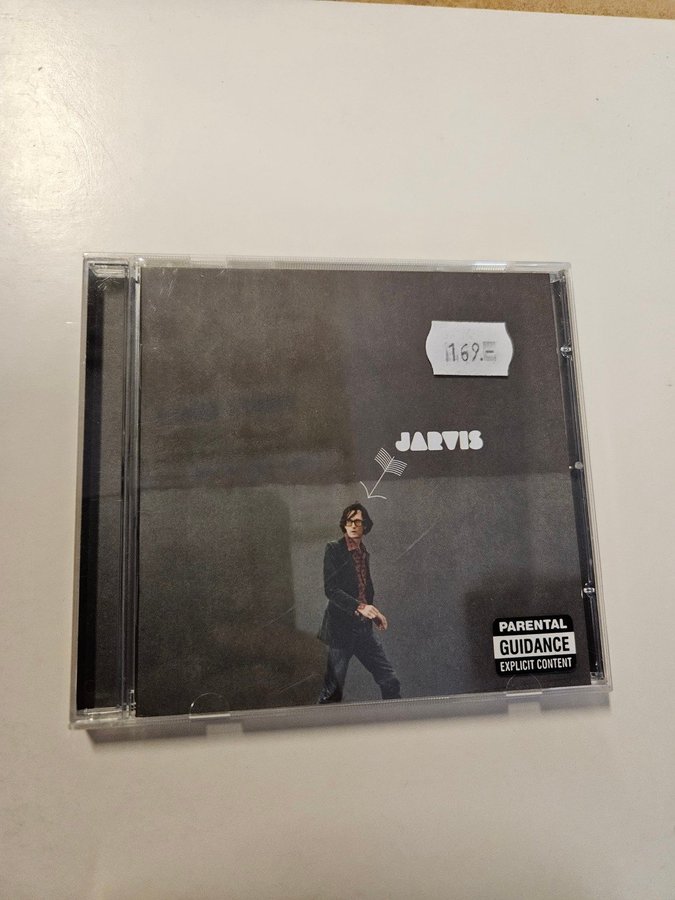 169.-
JARVIS
PARENTAL
GUIDANCE
EXPLICIT CONTENT